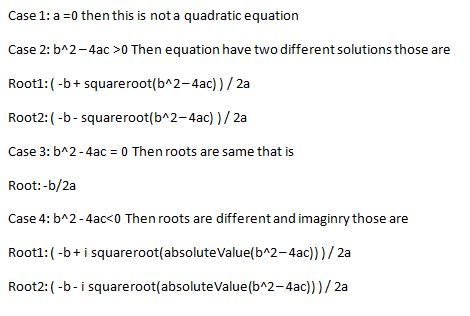 Case 1: a =0 then this is not a quadratic equation
Case 2: b^2 – 4ac >0 Then equation have two different solutions those are
Root1: ( -b + squareroot(b^2 – 4ac) ) / 2a
Root2: ( -b - squareroot(b^2 – 4ac) ) / 2a
Case 3: b^2 - 4ac = 0 Then roots are same that is
Root: -b/2a
Case 4: b^2 - 4ac<0 Then roots are different and imaginry those are
Root1: ( -b + i squareroot(absoluteValue(b^2 – 4ac)) ) / 2a
Root2: ( -b - i squareroot(absoluteValue(b^2 – 4ac)) ) / 2a